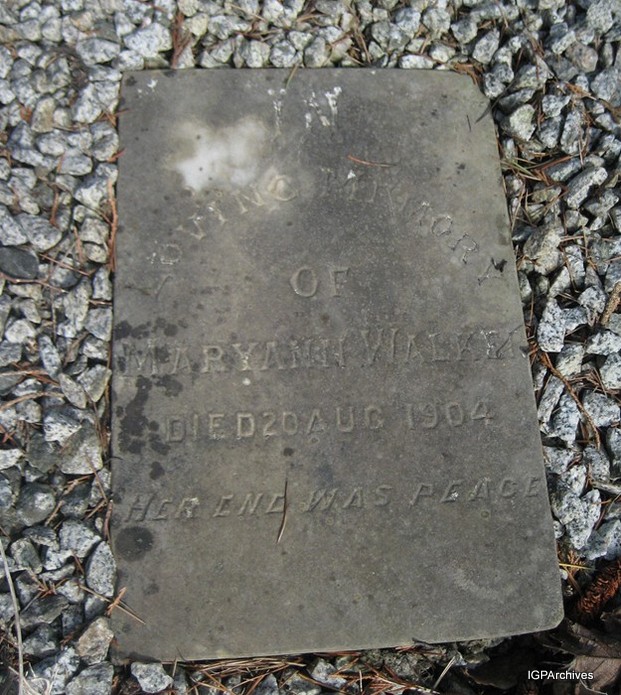 IN
LOVING MEMORY
OF
MARYANN WALKER
DIED 20 AUG 1904
HER END WAS PEACE
IGPArchives